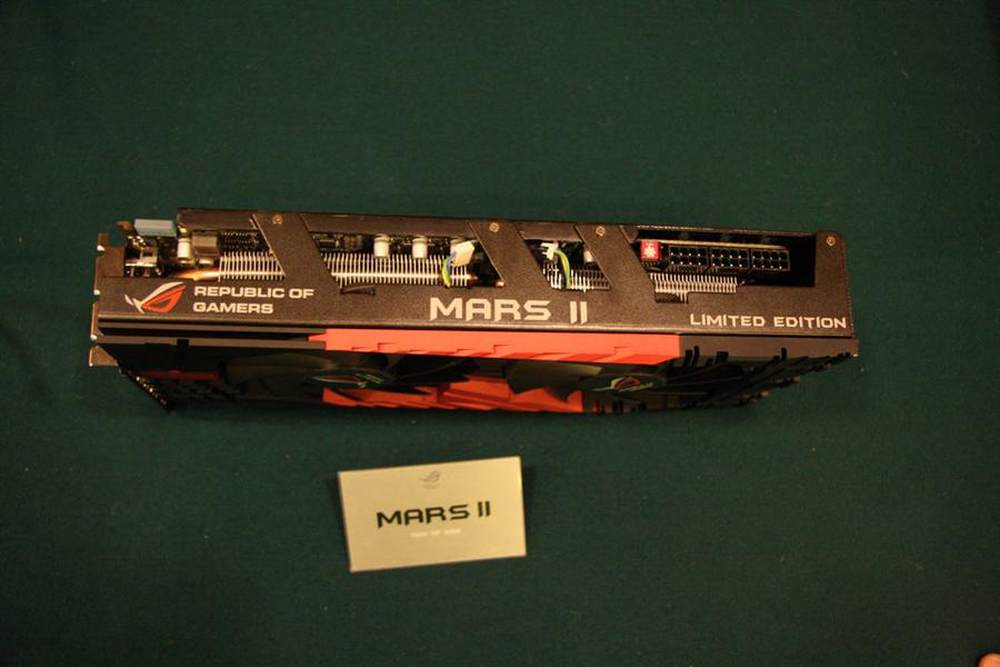 REPUBLIC OF
GAMERS
MARS II
LIMITED EDITION
MARS II